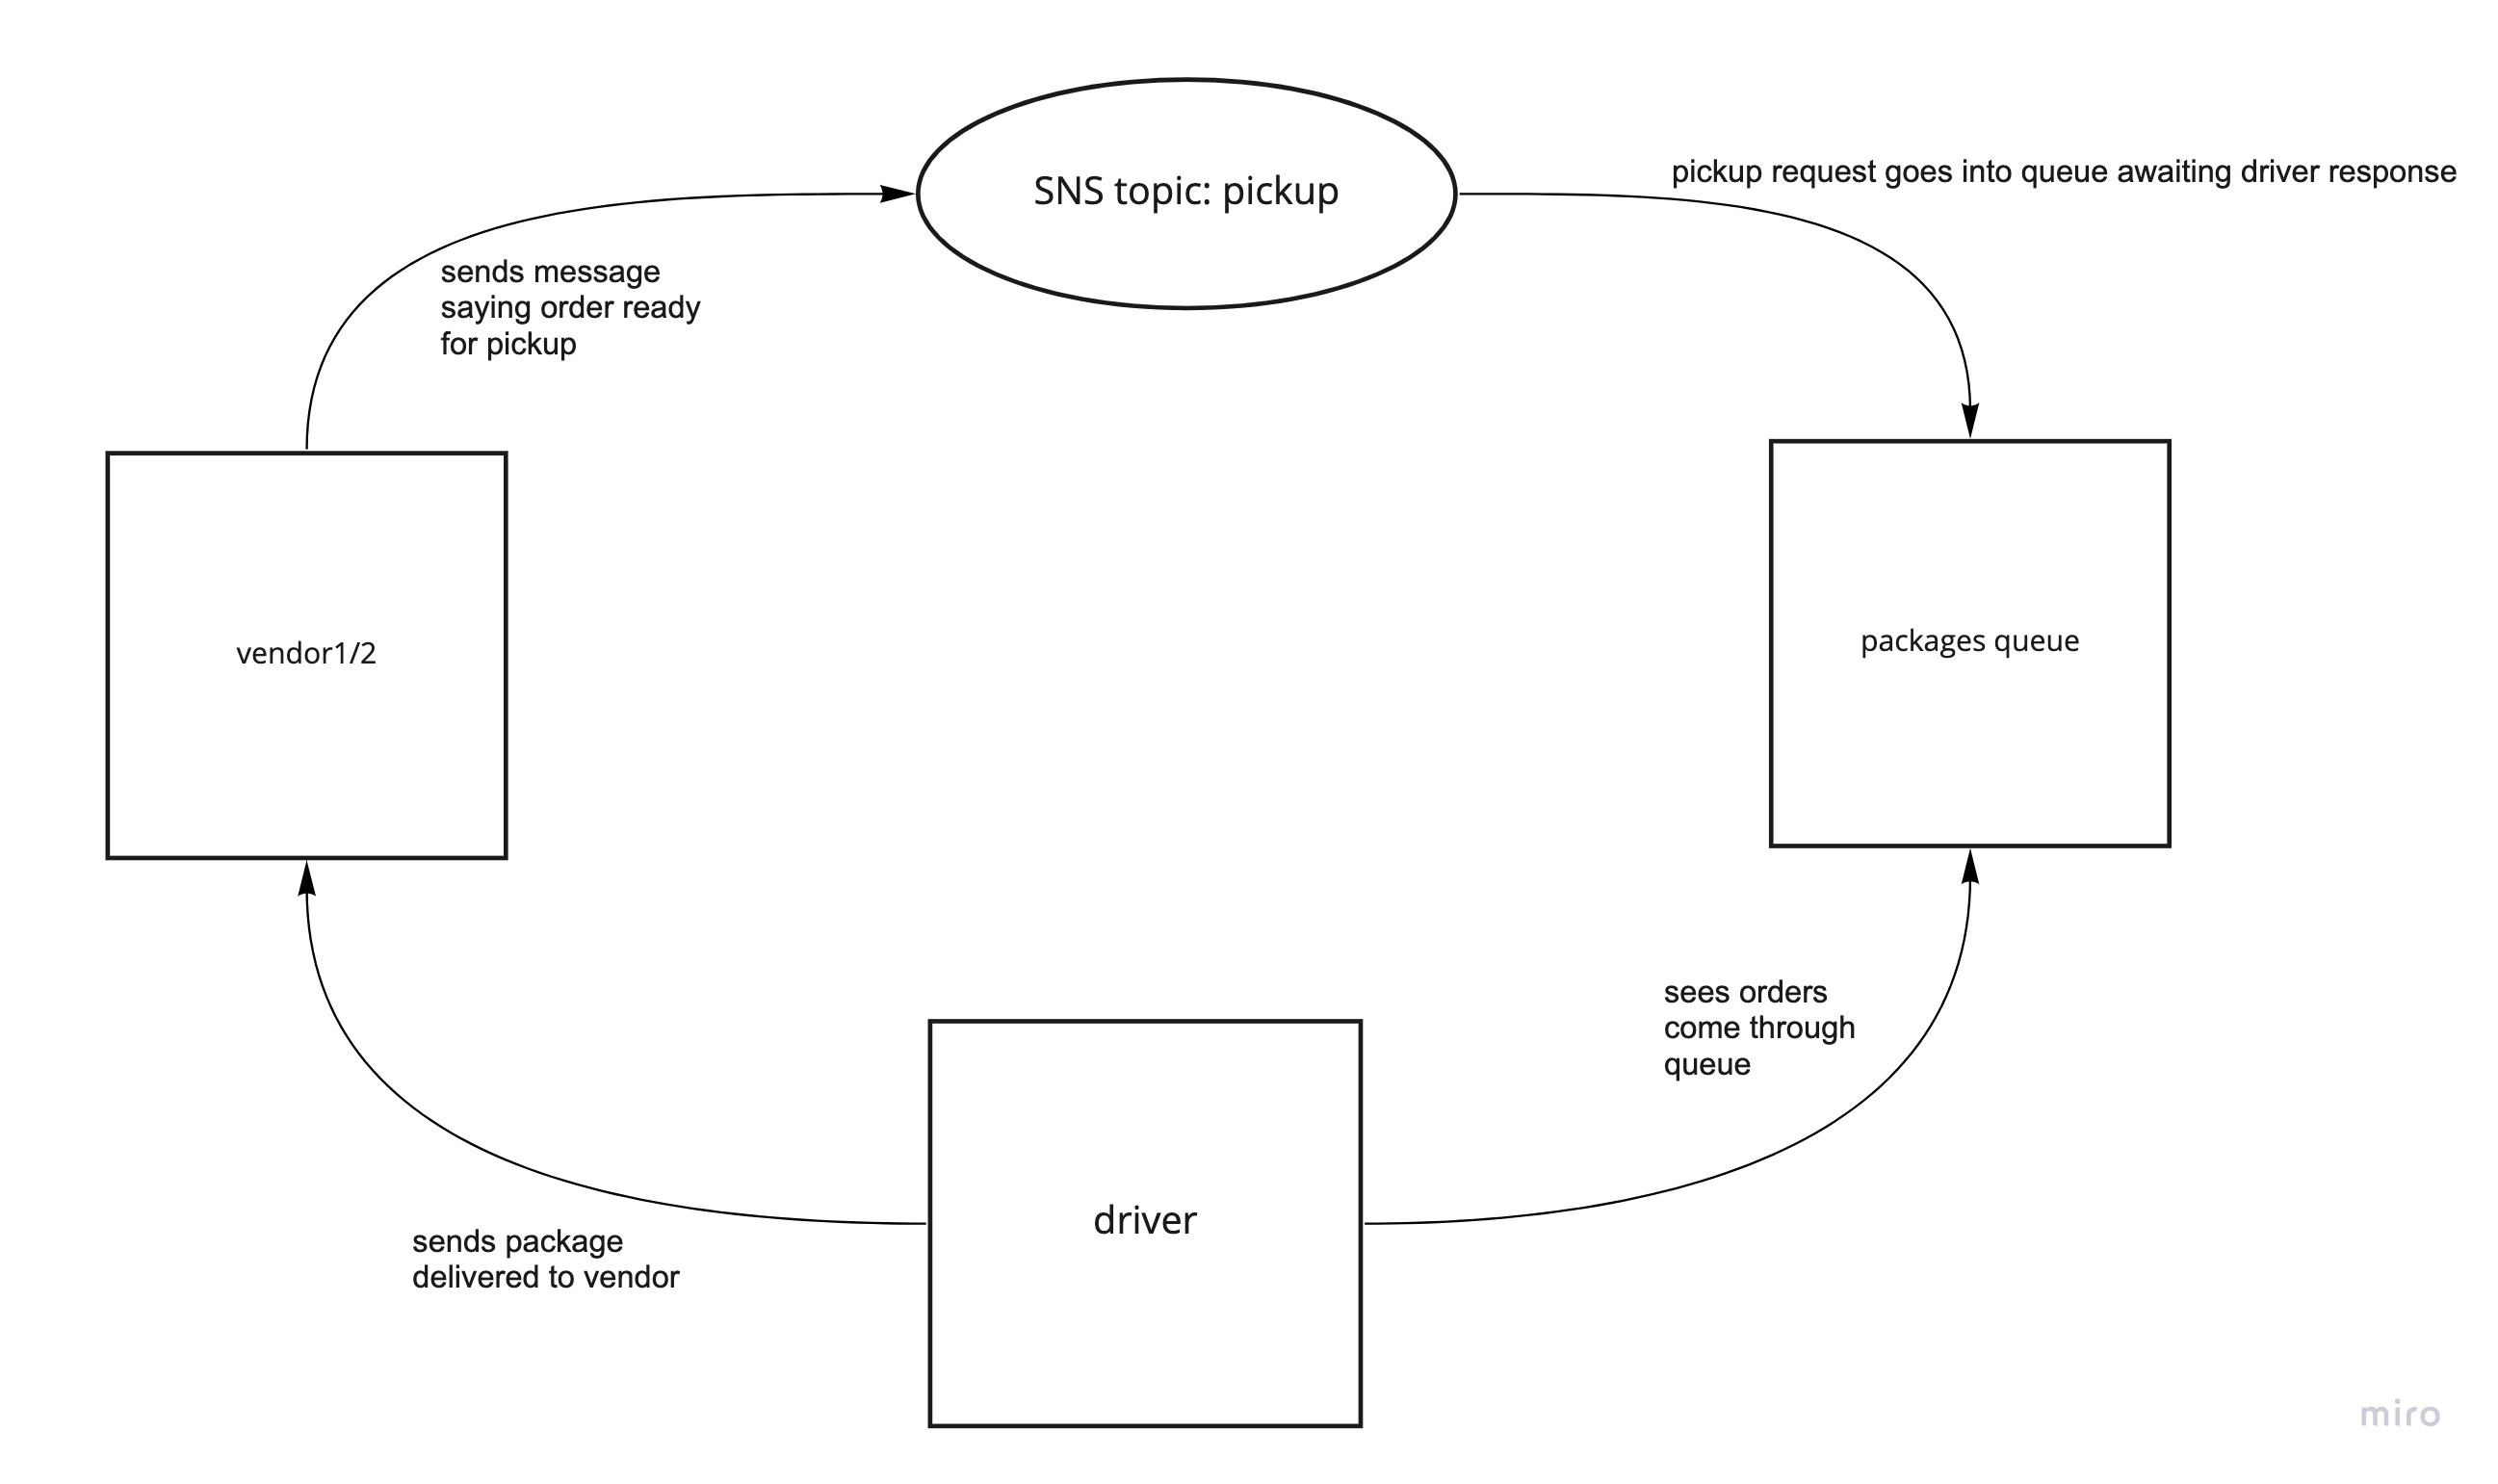 SNS topic: pickup
pickup request goes into queue awaiting driver response
sends message
saying order ready
for pickup
vendor1/2
packages queue
sees orders
come through
queue
driver
sends package
delivered to vendor
miro